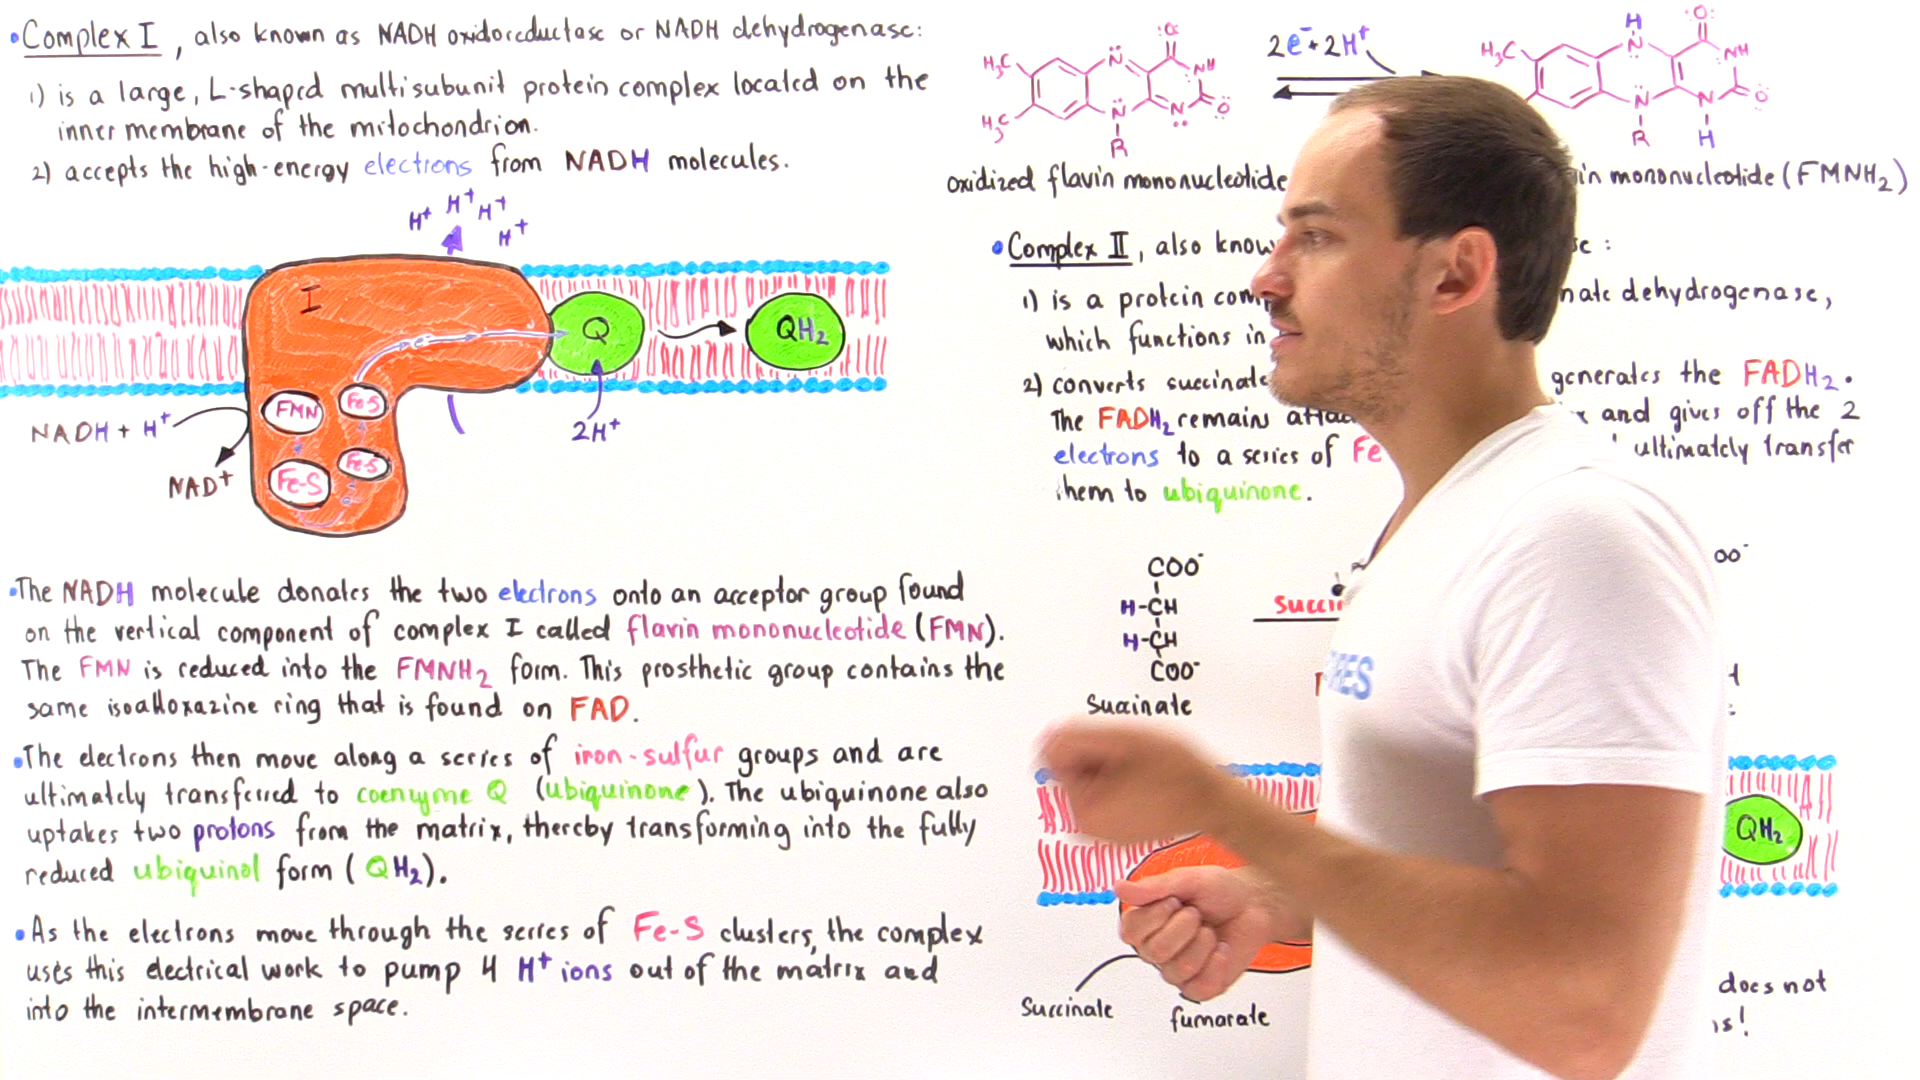 •Complex I, also known as NADH oxidoreductase or NADH dehydrogenase:
1) is a large, L-shaped multisubunit protein complex located on the
inner membrane of the mitochondrion.
2) accepts the high-energy electrons from NADH molecules.
H+ H+ H+ H+
I
Q
QH2
e-
FMN
Fe-S
Fe-S
Fe-S
NADH + H+
NAD+
2H+
•The NADH molecule donates the two electrons onto an acceptor group found
on the vertical component of complex I called flavin mononucleotide (FMN).
The FMN is reduced into the FMNH2 form. This prosthetic group contains the
same isoalloxazine ring that is found on FAD.
•The electrons then move along a series of iron-sulfur groups and are
ultimately transferred to coenzyme Q (ubiquinone). The ubiquinone also
uptakes two protons from the matrix, thereby transforming into the fully
reduced ubiquinol form (QH2).
•As the electrons move through the series of Fe-S clusters, the complex
uses this electrical work to pump 4 H+ ions out of the matrix and
into the intermembrane space.
H3C
H3C
N
N
N
NH
O
O
R
2e- + 2H+
H3C
H
N
N
N
NH
O
O
R
H
oxidized flavin mononucleotide
mononucleotide (FMNH2)
•Complex II, also
:
1) is a protein
dehydrogenase,
which functions in
2) converts succinate
generates the FADH2.
The FADH2 remains
and gives off the 2
electrons to a series of Fe
ultimately transfer
them to ubiquinone.
COO-
H-CH
H-CH
COO-
Succinate
OO-
RES
QH2
Succinate
fumarate
does not